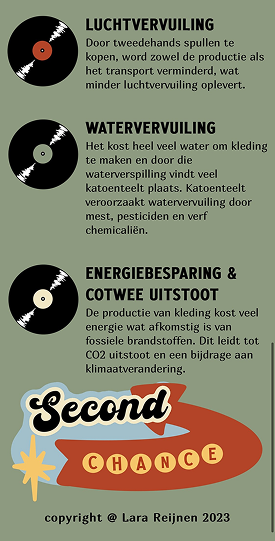 LUCHTVERVUILING
Door tweedehands spullen te
kopen, word zowel de productie als
het transport verminderd, wat
minder luchtvervuiling oplevert.
WATERVERVUILING
Het kost heel veel water om kleding
te maken en door die
waterverspilling vindt veel
katoenteelt plaats. Katoenteelt
veroorzaakt watervervuiling door
mest, pesticiden en verf
chemicaliën.
ENERGIEBESPARING &
COTWEE UITSTOOT
De productie van kleding kost veel
energie wat afkomstig is van
fossiele brandstoffen. Dit leidt tot
CO2 uitstoot en een bijdrage aan
klimaatverandering.
Second
CHANCE
copyright @ Lara Reijnen 2023